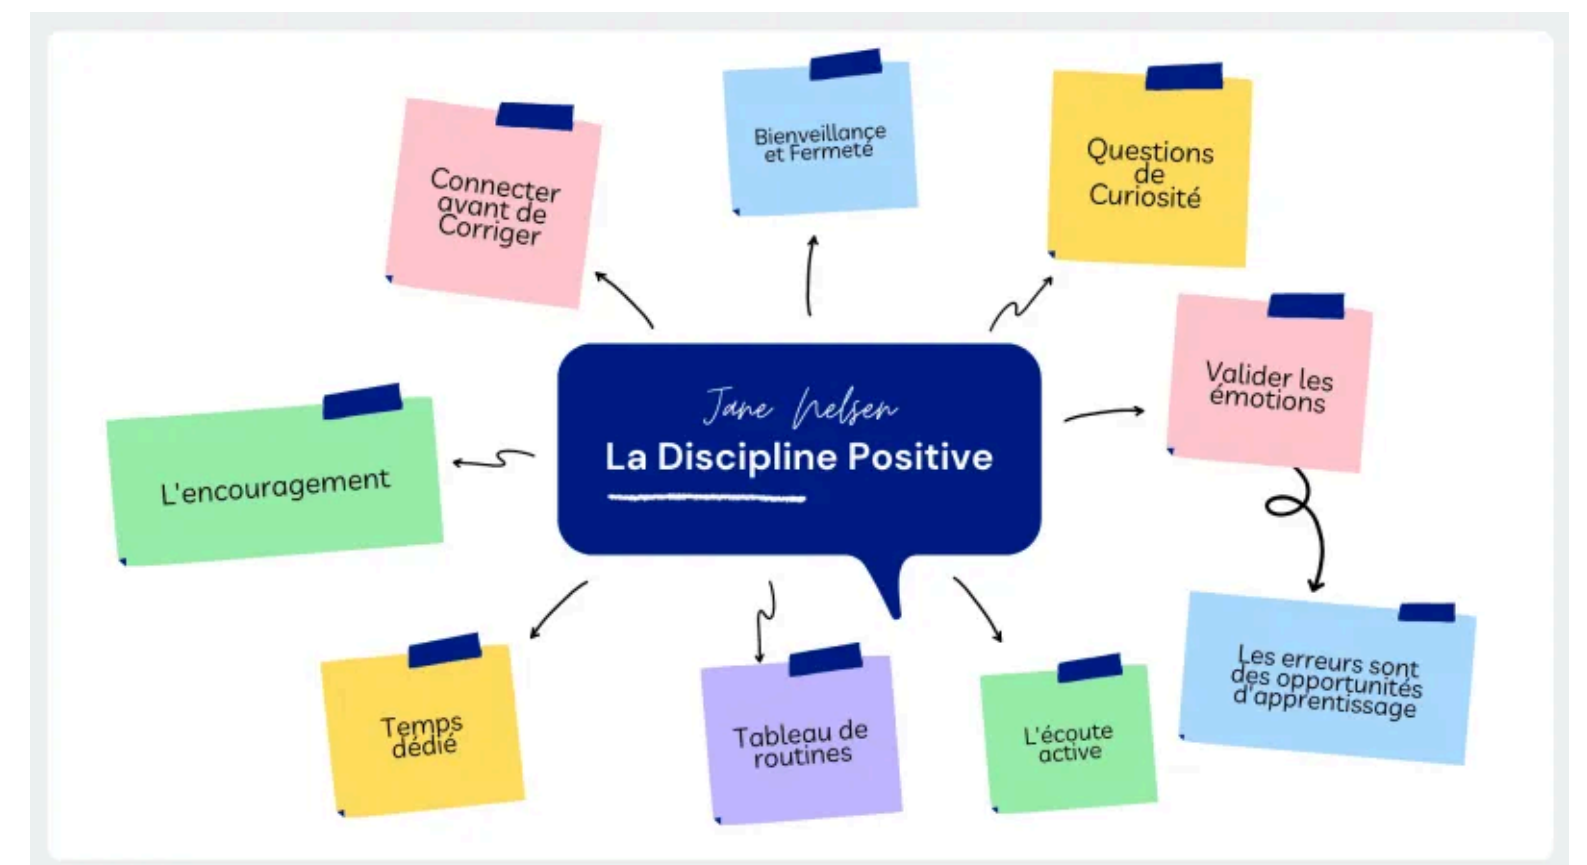 Bienveillance
et Fermeté
Questions
de
Curiosité
Connecter
avant de
Corriger
Valider les
émotions
Jane Nelsen
La Discipline Positive
L'encouragement
Les erreurs sont
des opportunités
d'apprentissage
Temps
dédié
Tableau de
routines
L'écoute
active